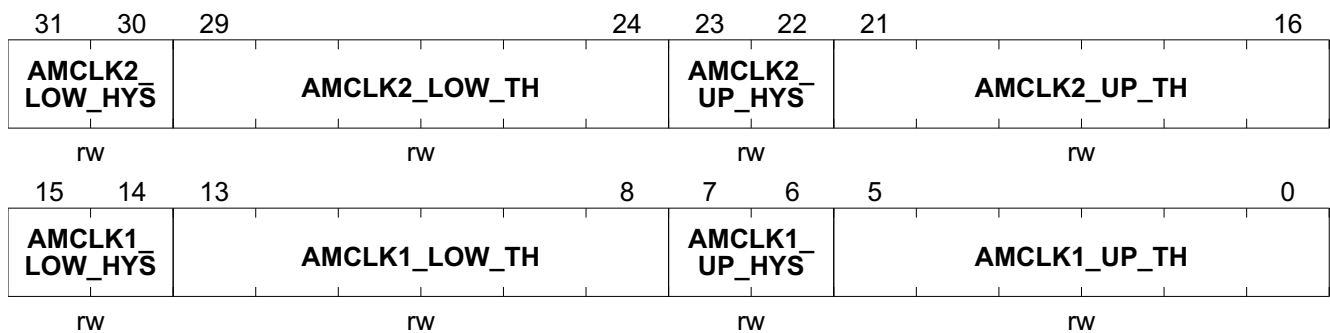 31 30 29 24 23 22 21 16
AMCLK2_ AMCLK2_
LOW_HYS AMCLK2_LOW_TH UP_HYS AMCLK2_UP_TH
rw rw rw rw
15 14 13 8 7 6 5 0
AMCLK1_ AMCLK1_
LOW_HYS AMCLK1_LOW_TH UP_HYS AMCLK1_UP_TH
rw rw rw rw